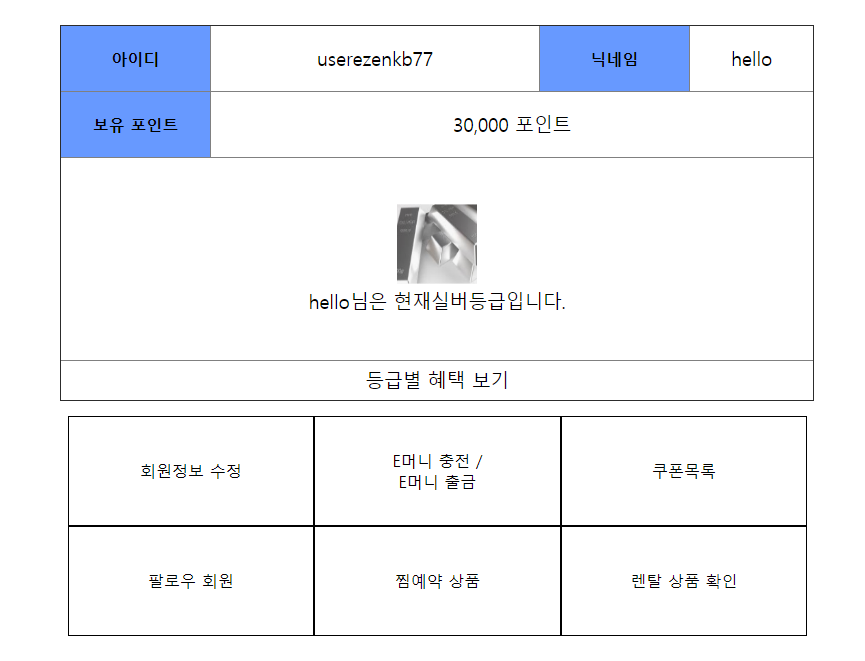 아이디 userezenkb77 닉네임 hello
보유 포인트 30,000 포인트
hello님은 현재실버등급입니다.
등급별 혜택 보기
회원정보 수정
E머니 충전 /
E머니 출금
쿠폰목록
팔로우 회원
찜예약 상품
렌탈 상품 확인